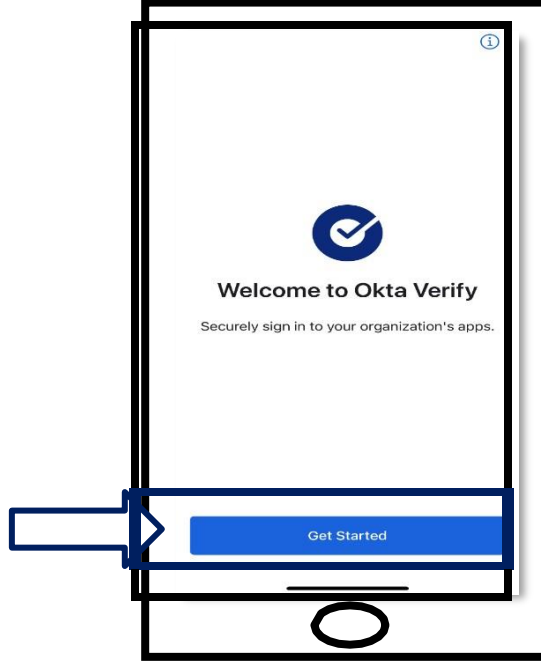 Welcome to Okta Verify
Securely sign in to your organization's apps.
Get Started